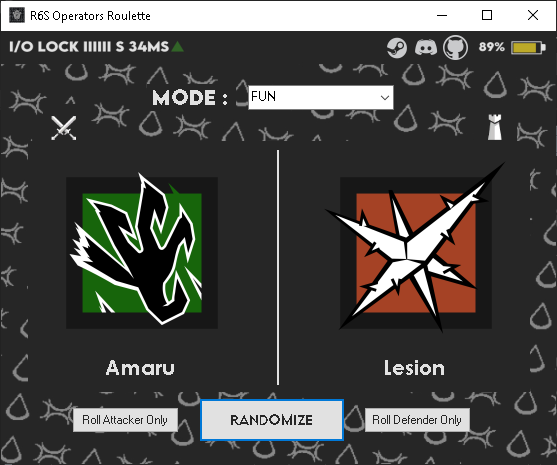 R6S Operators Roulette
I/O LOCK IIIIII S 34MS
89%
MODE :
FUN
Amaru
Lesion
Roll Attacker Only
RANDOMIZE
Roll Defender Only